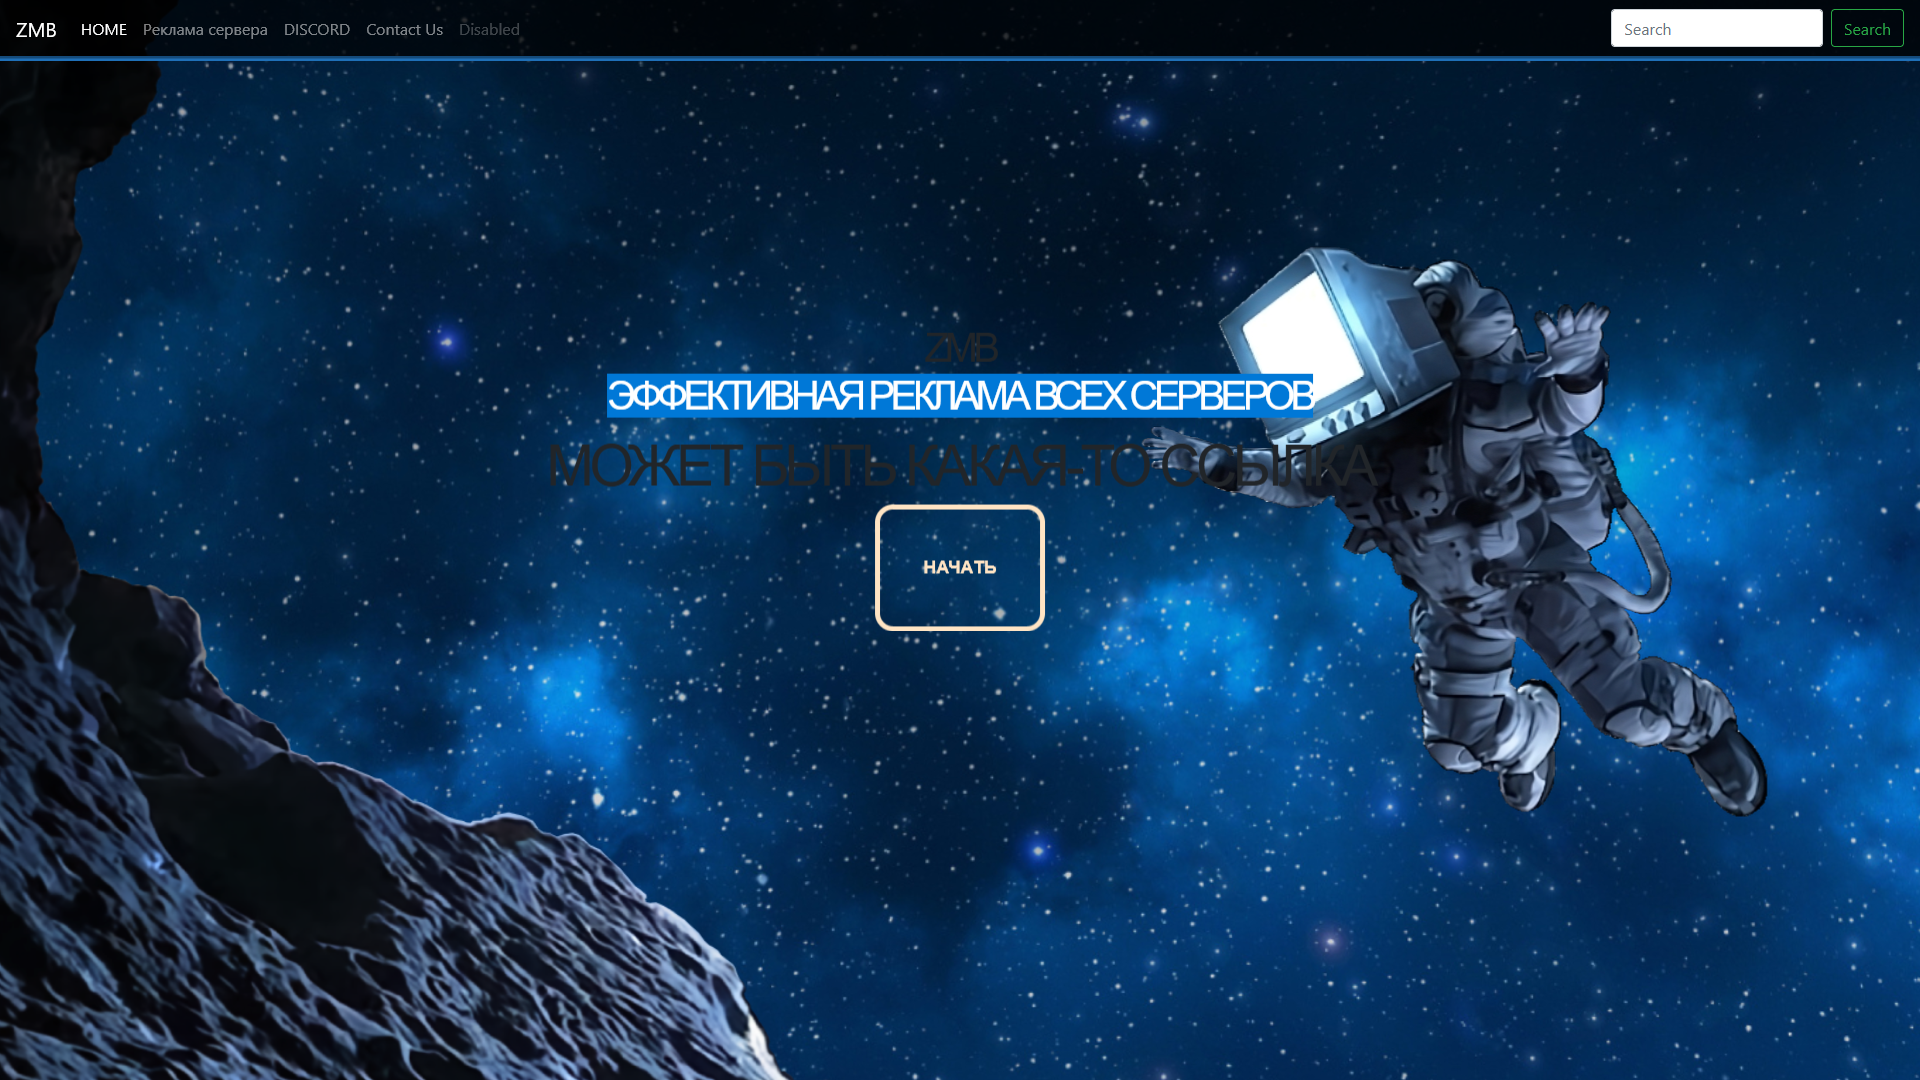 ZMB HOME Реклама сервера DISCORD Contact Us Disabled Search Search
ZMB
ЭФФЕКТИВНАЯ РЕКЛАМА ВСЕХ СЕРВЕРОВ
МОЖЕТ БЫТЬ КАКАЯ-ТО ССЫЛКА
НАЧАТЬ